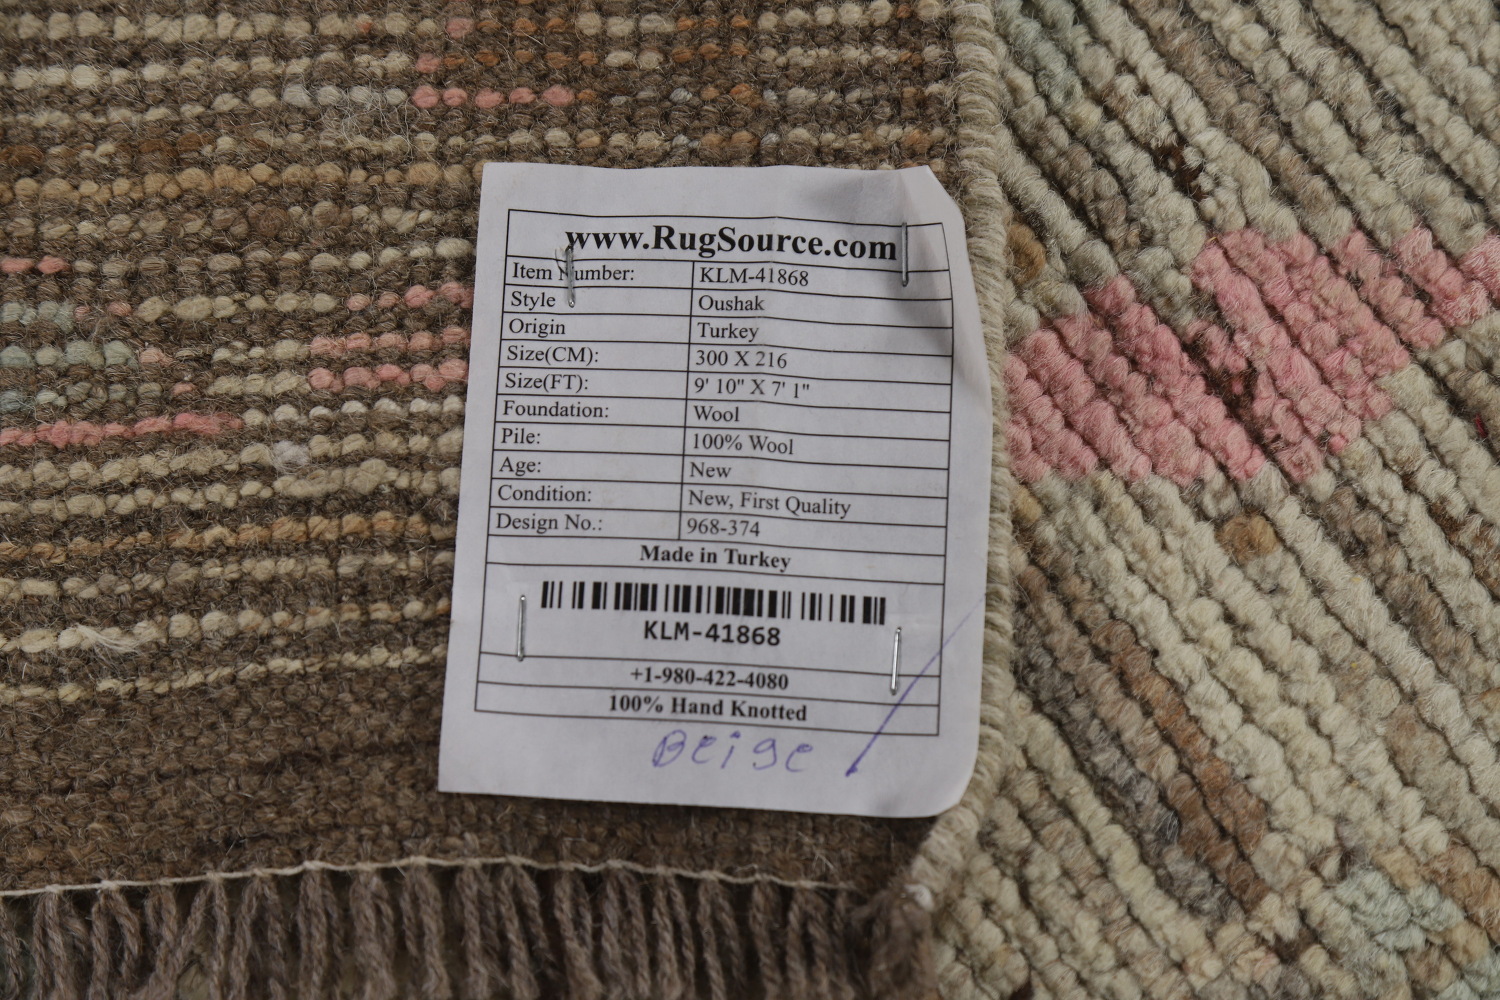 www.RugSource.com
Item Number: KLM-41868
Style Oushak
Origin Turkey
Size(CM): 300 X 216
Size(FT): 9' 10" X 7' 1"
Foundation: Wool
Pile: 100% Wool
Age: New
Condition: New, First Quality
Design No.: 968-374
Made in Turkey
KLM-41868
+1-980-422-4080
100% Hand Knotted
Beige /